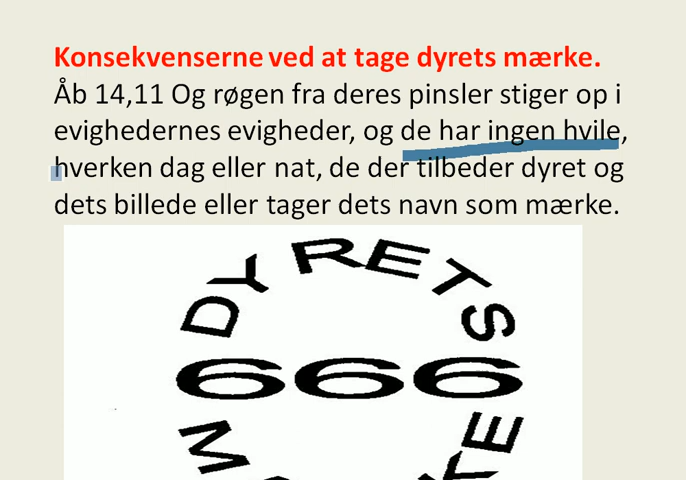 Konsekvenserne ved at tage dyrets mærke.
Åb 14,11 Og røgen fra deres pinsler stiger op i
evighedernes evigheder, og de har ingen hvile,
hverken dag eller nat, de der tilbeder dyret og
dets billede eller tager dets navn som mærke.
DYRETS
666